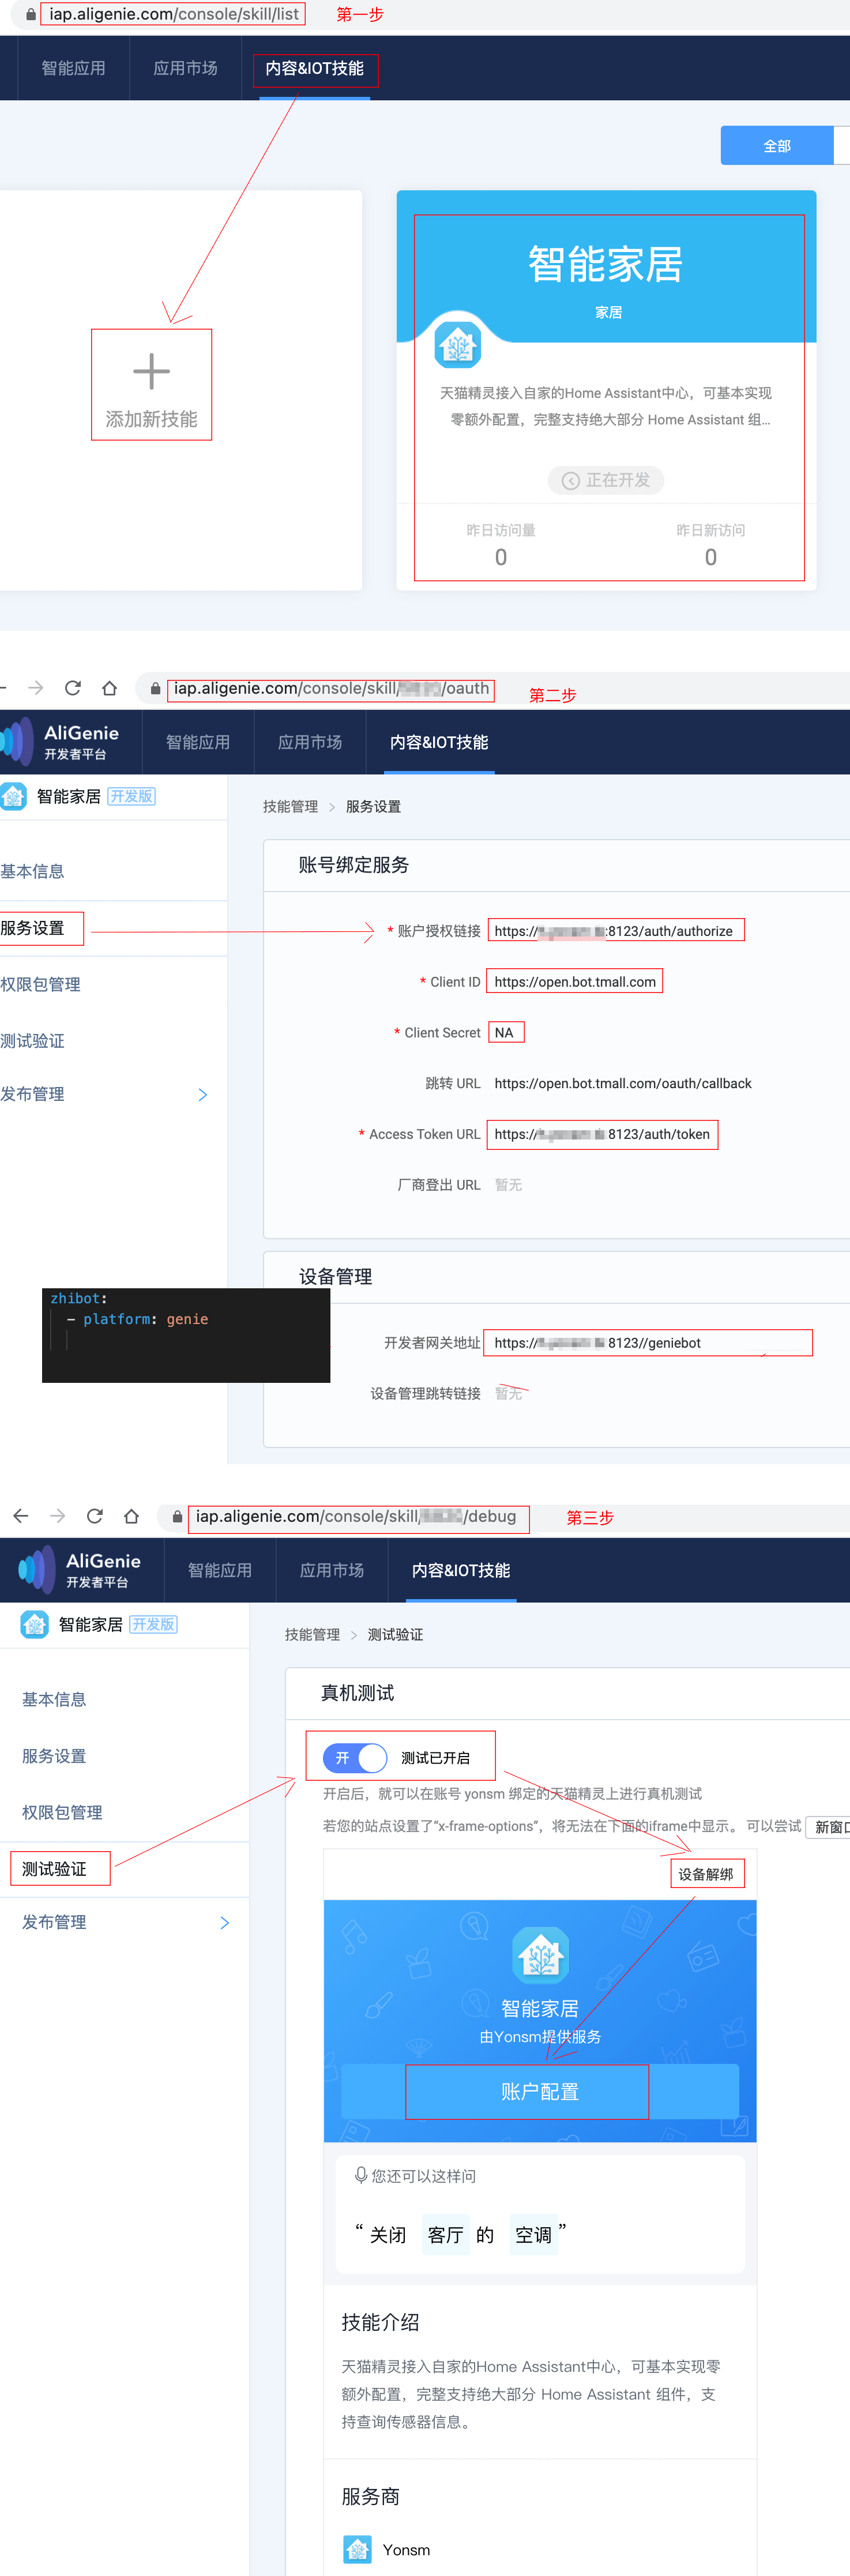 iap.aligenie.com/console/skill/list 第一步
智能应用 应用市场 内容&IOT技能
全部
智能家居
家居
添加新技能
天猫精灵接入自家的Home Assistant中心，可基本实现
零额外配置，完整支持绝大部分 Home Assistant 组...
正在开发
昨日访问量 昨日新访问
0 0
iap.aligenie.com/console/skill/ /oauth 第二步
AliGenie
开发者平台
智能应用 应用市场 内容&IOT技能
智能家居 开发版
技能管理 > 服务设置
基本信息
服务设置
权限包管理
测试验证
发布管理
账号绑定服务
* 账户授权链接 https:// :8123/auth/authorize
* Client ID https://open.bot.tmall.com
* Client Secret NA
跳转 URL https://open.bot.tmall.com/oauth/callback
* Access Token URL https:// 8123/auth/token
厂商登出 URL 暂无
设备管理
zhibot:
- platform: genie
开发者网关地址 https:// 8123//geniebot
设备管理跳转链接 暂无
iap.aligenie.com/console/skill/ /debug 第三步
AliGenie
开发者平台
智能应用 应用市场 内容&IOT技能
智能家居 开发版
技能管理 > 测试验证
基本信息
服务设置
权限包管理
测试验证
发布管理
真机测试
开 测试已开启
开启后，就可以在账号 yonsm 绑定的天猫精灵上进行真机测试
若您的站点设置了“x-frame-options”，将无法在下面的iframe中显示。 可以尝试 新窗口
设备解绑
智能家居
由Yonsm提供服务
账户配置
您还可以这样问
“ 关闭 客厅 的 空调 ”
技能介绍
天猫精灵接入自家的Home Assistant中心，可基本实现零
额外配置，完整支持绝大部分 Home Assistant 组件，支
持查询传感器信息。
服务商
Yonsm